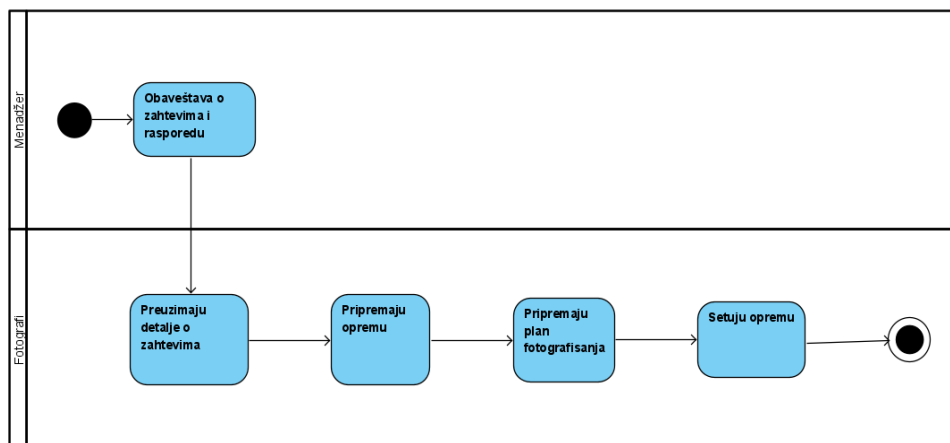 Menadžer
Obaveštava o
zahtevima i
rasporedu
Fotografi
Preuzimaju
detalje o
zahtevima
Pripremaju
opremu
Pripremaju
plan
fotografisanja
Setuju opremu